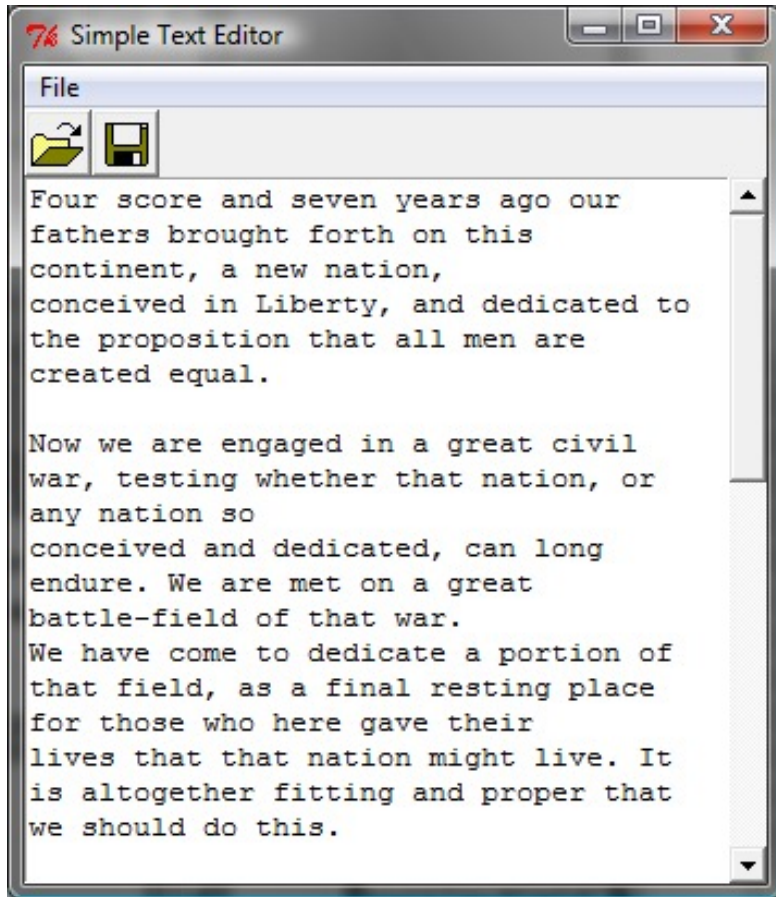 Simple Text Editor
File
Four score and seven years ago our
fathers brought forth on this
continent, a new nation,
conceived in Liberty, and dedicated to
the proposition that all men are
created equal.
Now we are engaged in a great civil
war, testing whether that nation, or
any nation so
conceived and dedicated, can long
endure. We are met on a great
battle-field of that war.
We have come to dedicate a portion of
that field, as a final resting place
for those who here gave their
lives that that nation might live. It
is altogether fitting and proper that
we should do this.